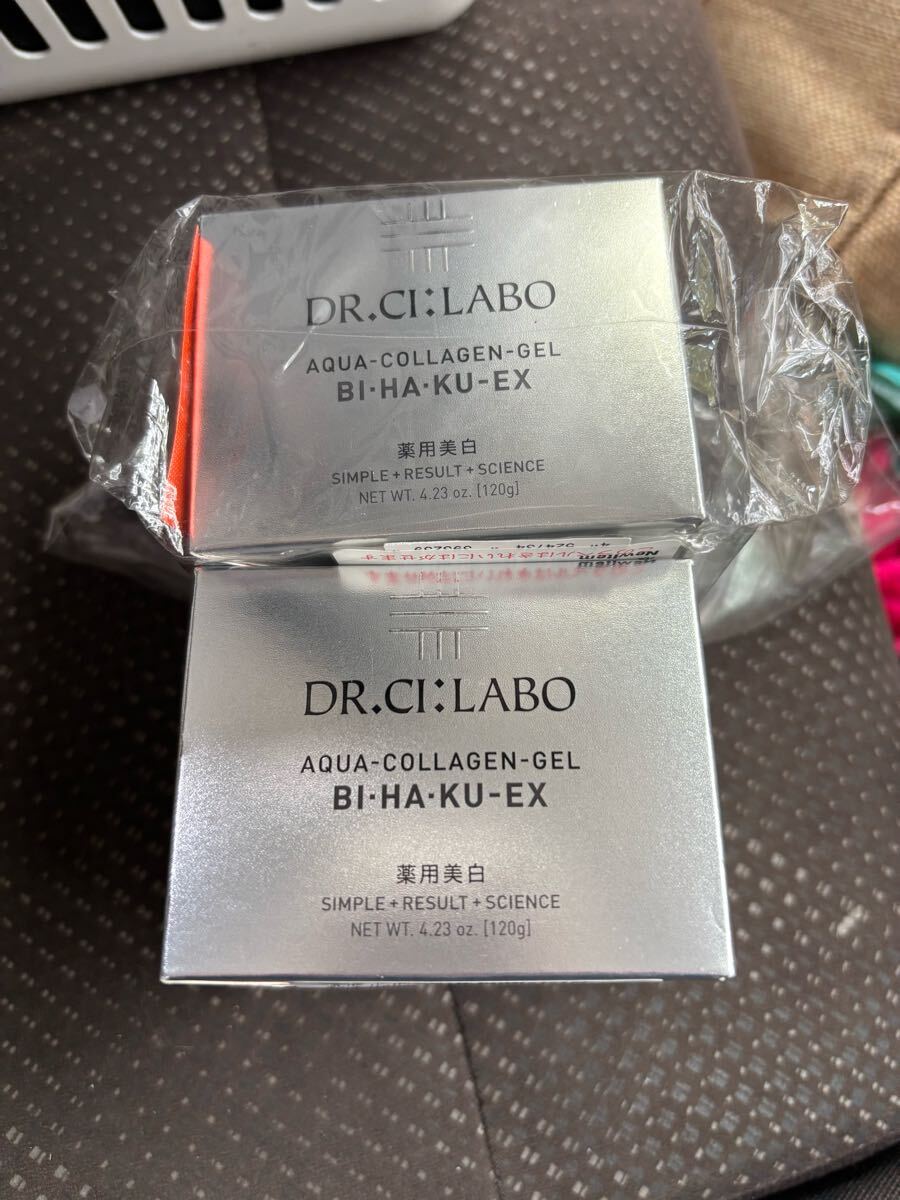 DR.CI:LABO
AQUA-COLLAGEN-GEL
BI·HA·KU-EX
薬用美白
SIMPLE+RESULT+SCIENCE
NET WT. 4.23 oz. [120g]
Newitem
DR.CI:LABO
AQUA-COLLAGEN-GEL
BI·HA·KU-EX
薬用美白
SIMPLE+RESULT+SCIENCE
NET WT. 4.23 oz. [120g]